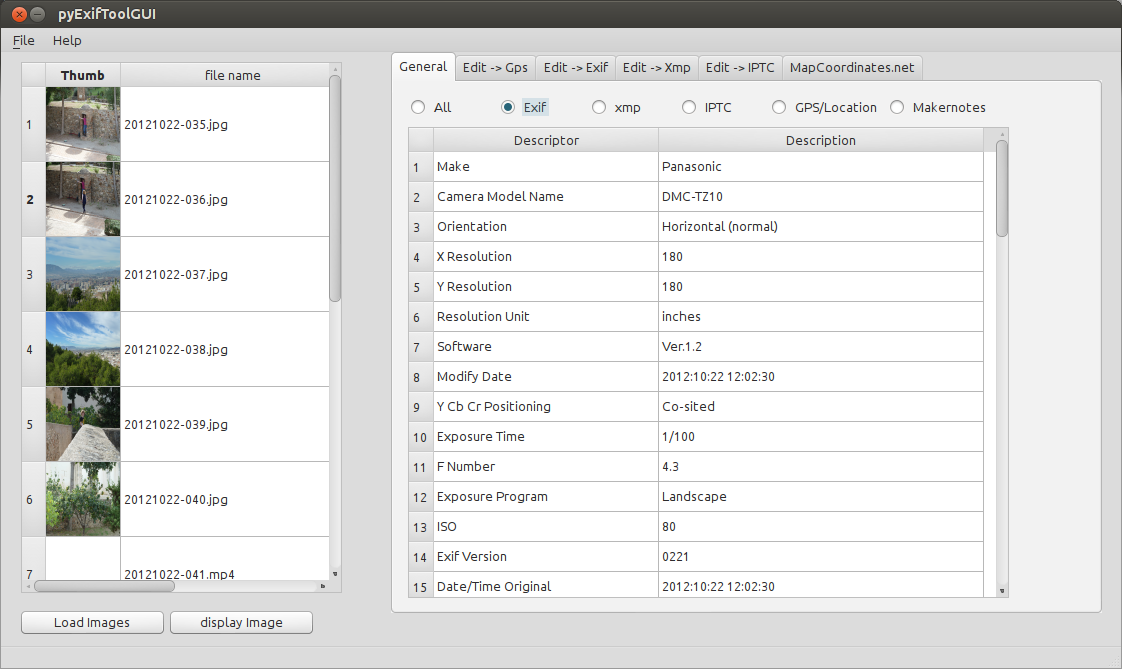 pyExifToolGUI
File Help
Thumb file name
1 20121022-035.jpg
2 20121022-036.jpg
3 20121022-037.jpg
4 20121022-038.jpg
5 20121022-039.jpg
6 20121022-040.jpg
7 20121022-041.mp4
Load Images display Image
General Edit -> Gps Edit -> Exif Edit -> Xmp Edit -> IPTC MapCoordinates.net
All Exif xmp IPTC GPS/Location Makernotes
Descriptor Description
1 Make Panasonic
2 Camera Model Name DMC-TZ10
3 Orientation Horizontal (normal)
4 X Resolution 180
5 Y Resolution 180
6 Resolution Unit inches
7 Software Ver.1.2
8 Modify Date 2012:10:22 12:02:30
9 Y Cb Cr Positioning Co-sited
10 Exposure Time 1/100
11 F Number 4.3
12 Exposure Program Landscape
13 ISO 80
14 Exif Version 0221
15 Date/Time Original 2012:10:22 12:02:30